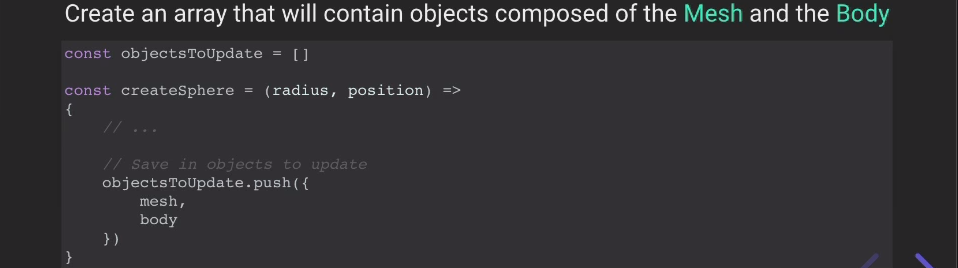 Create an array that will contain objects composed of the Mesh and the Body
const objectsToUpdate = []
const createSphere = (radius, position) =>
{
    // ...
    // Save in objects to update
    objectsToUpdate.push({
        mesh,
        body
    })
}